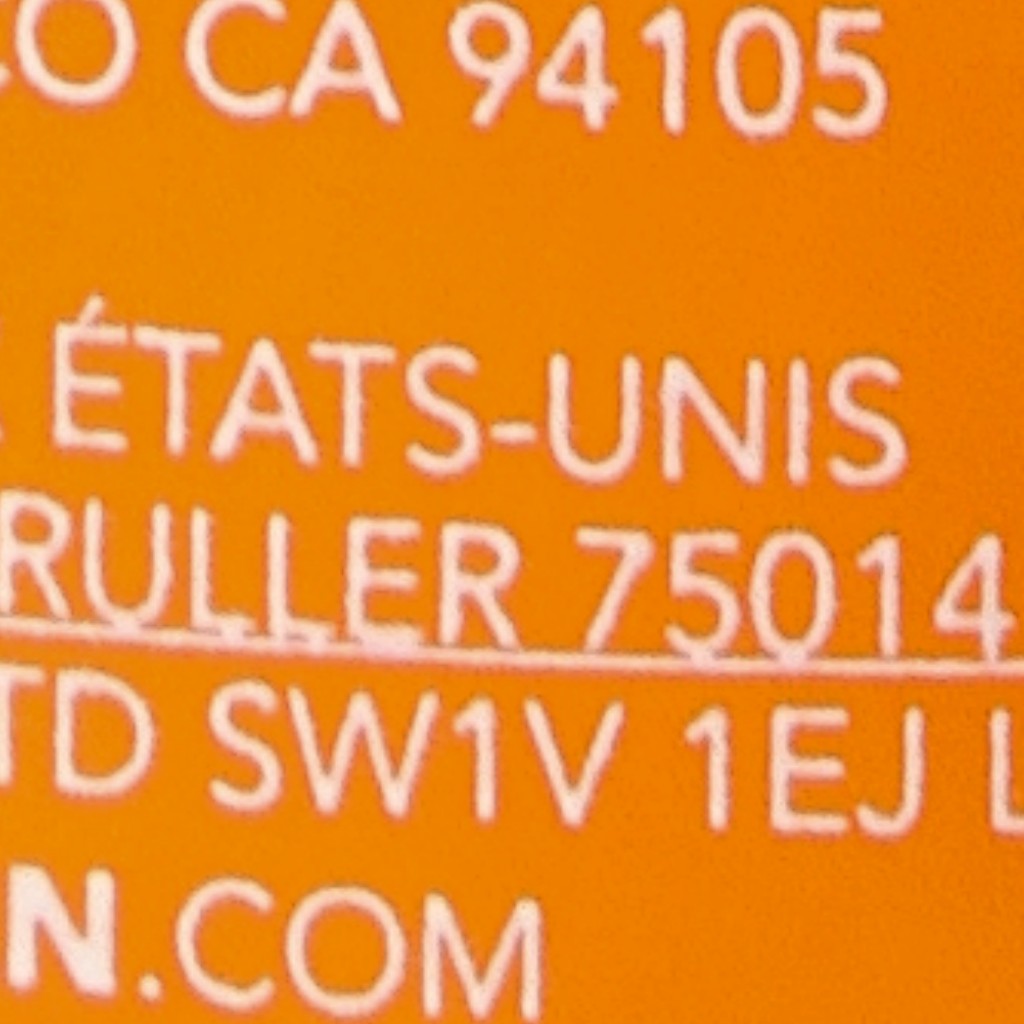 CO CA 94105
ÉTATS-UNIS
RULLER 75014
TD SW1V 1EJ L
N.COM